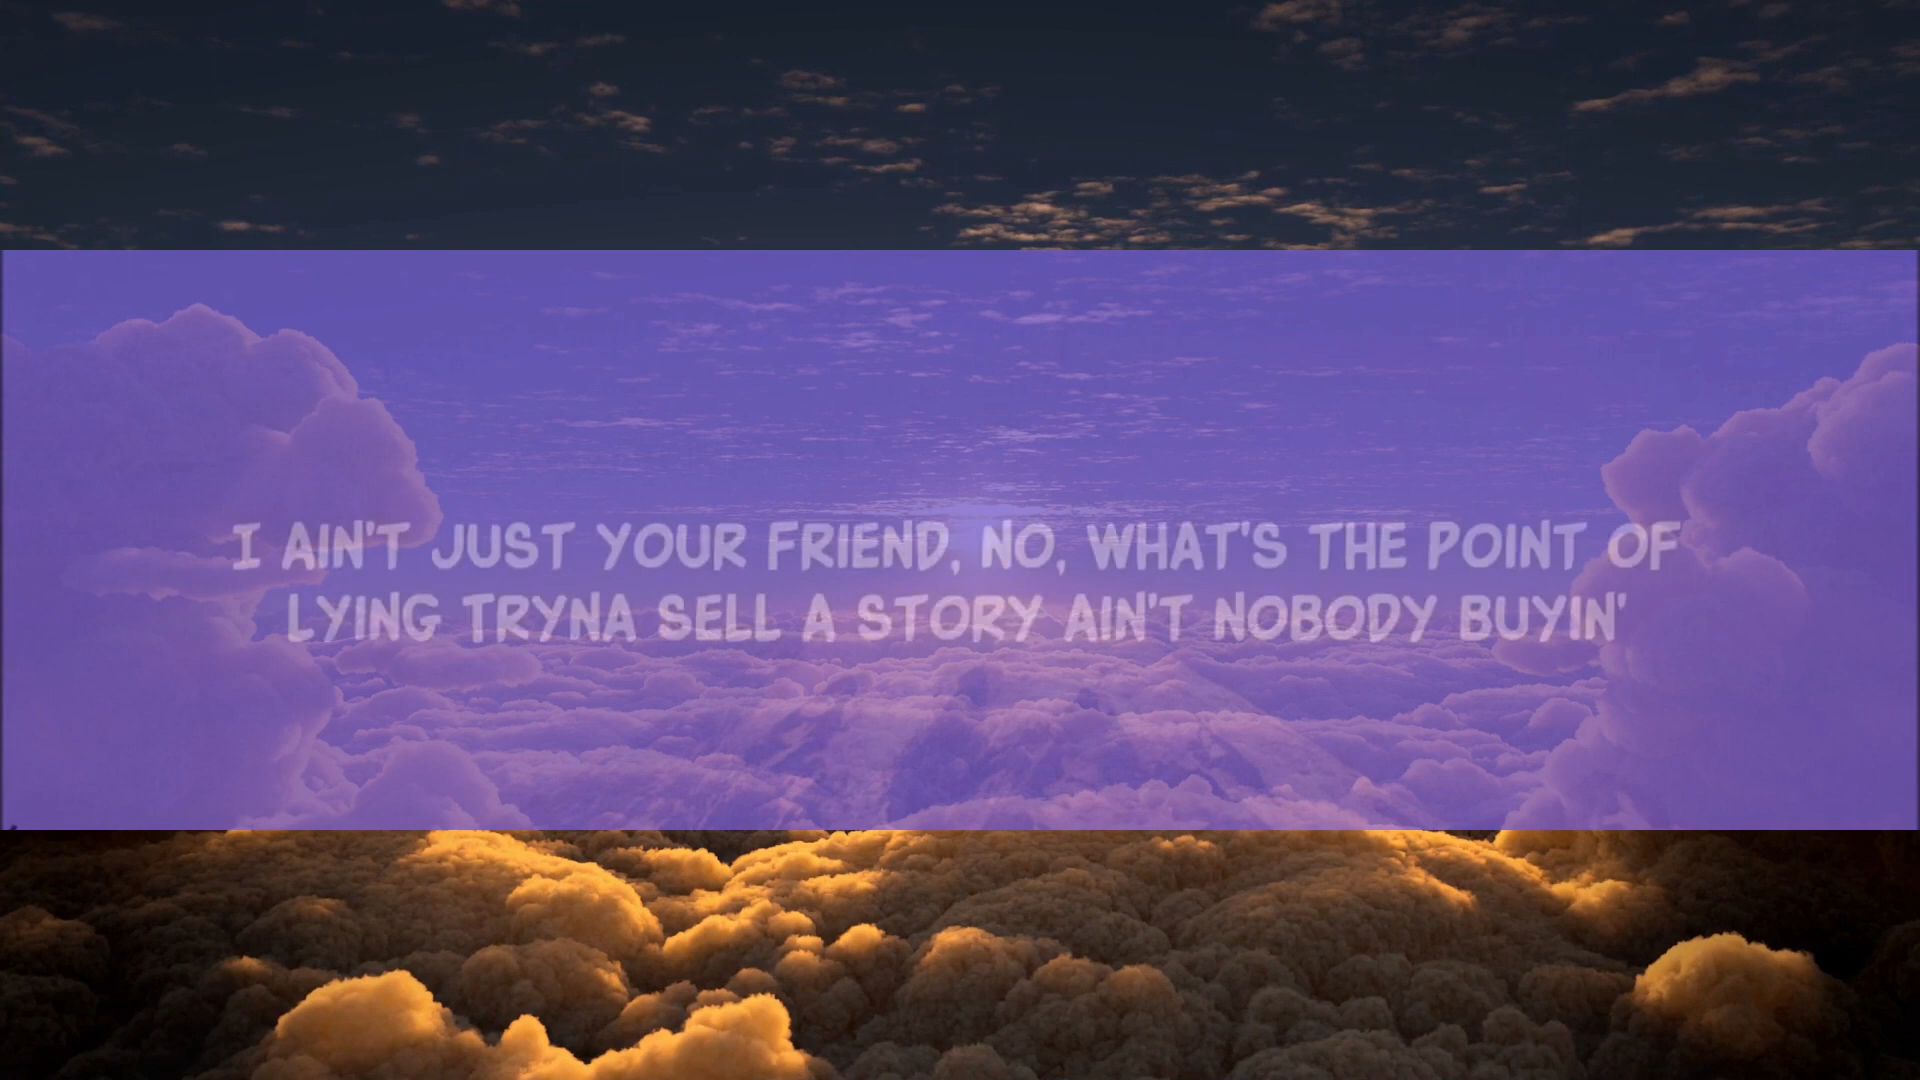 I AIN'T JUST YOUR FRIEND, NO, WHAT'S THE POINT OF
LYING TRYNA SELL A STORY AIN'T NOBODY BUYIN'